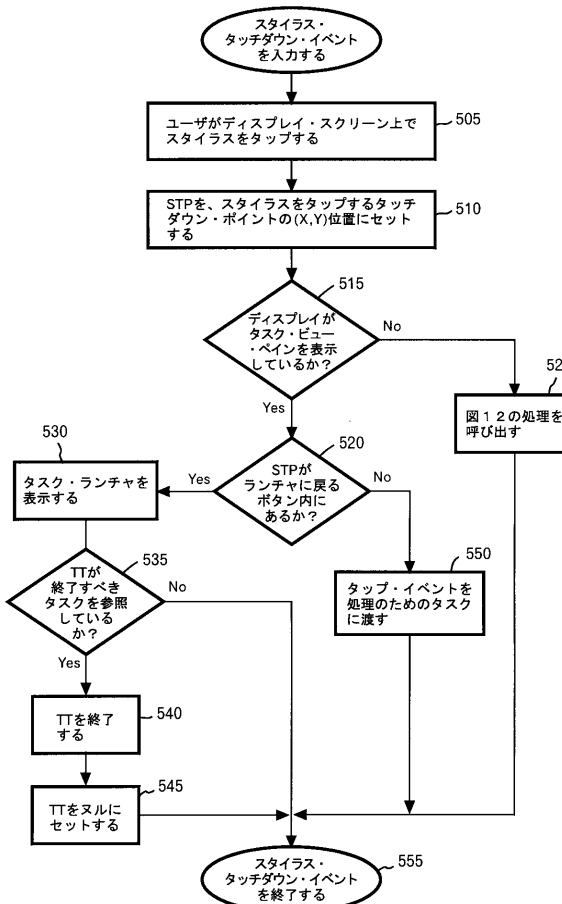 スタイラス・
タッチダウン・イベント
を入力する
ユーザがディスプレイ・スクリーン上で
スタイラスをタップする
505
STPを、スタイラスをタップするタッチ
ダウン・ポイントの(X,Y)位置にセット
する
510
515
ディスプレイが
タスク・ビュー
・ペインを表示
しているか？
No
Yes
52
図12の処理を
呼び出す
520
STPが
ランチャに戻る
ボタン内に
あるか？
Yes
No
530
タスク・ランチャを
表示する
535
TTが
終了すべき
タスクを参照
している
か？
No
Yes
550
タップ・イベントを
処理のためのタスク
に渡す
540
TTを終了
する
545
TTをヌルに
セットする
スタイラス・
タッチダウン・イベント
を終了する
555